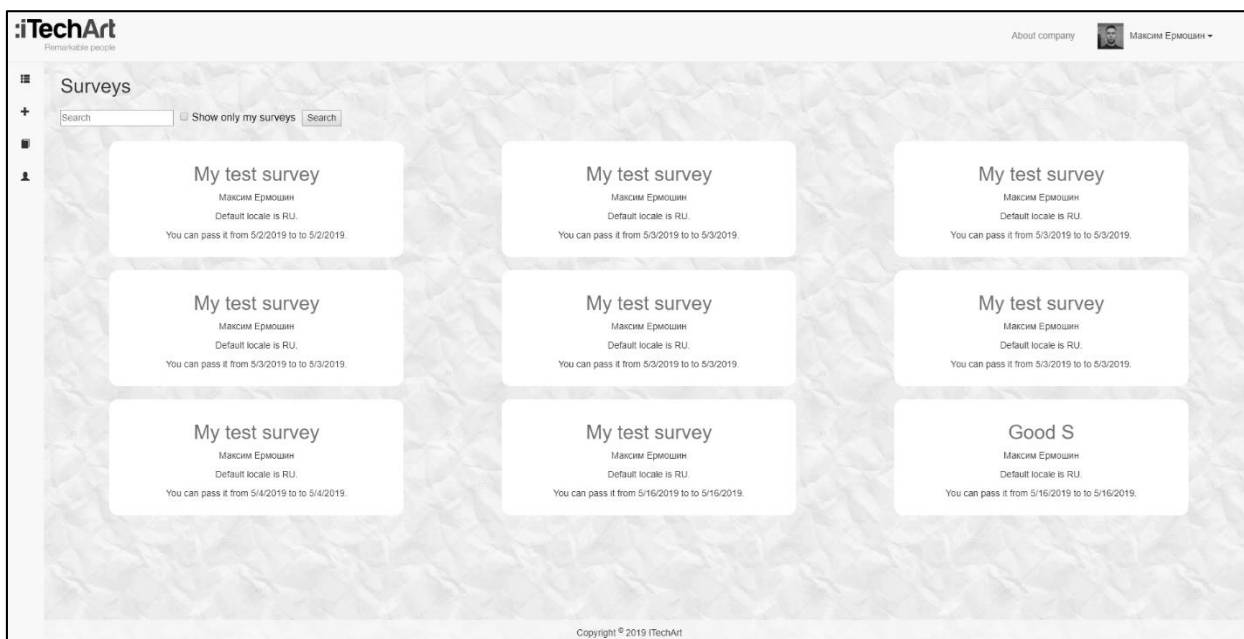 :iTechArt
Remarkable people
About company
Максим Ермошин
Surveys
Search
Show only my surveys
Search
My test survey
Максим Ермошин
Default locale is RU.
You can pass it from 5/2/2019 to to 5/2/2019.
My test survey
Максим Ермошин
Default locale is RU.
You can pass it from 5/3/2019 to to 5/3/2019.
My test survey
Максим Ермошин
Default locale is RU.
You can pass it from 5/3/2019 to to 5/3/2019.
My test survey
Максим Ермошин
Default locale is RU.
You can pass it from 5/3/2019 to to 5/3/2019.
My test survey
Максим Ермошин
Default locale is RU.
You can pass it from 5/3/2019 to to 5/3/2019.
My test survey
Максим Ермошин
Default locale is RU.
You can pass it from 5/3/2019 to to 5/3/2019.
My test survey
Максим Ермошин
Default locale is RU.
You can pass it from 5/4/2019 to to 5/4/2019.
My test survey
Максим Ермошин
Default locale is RU.
You can pass it from 5/16/2019 to to 5/16/2019.
Good S
Максим Ермошин
Default locale is RU.
You can pass it from 5/16/2019 to to 5/16/2019.
Copyright © 2019 ITechArt